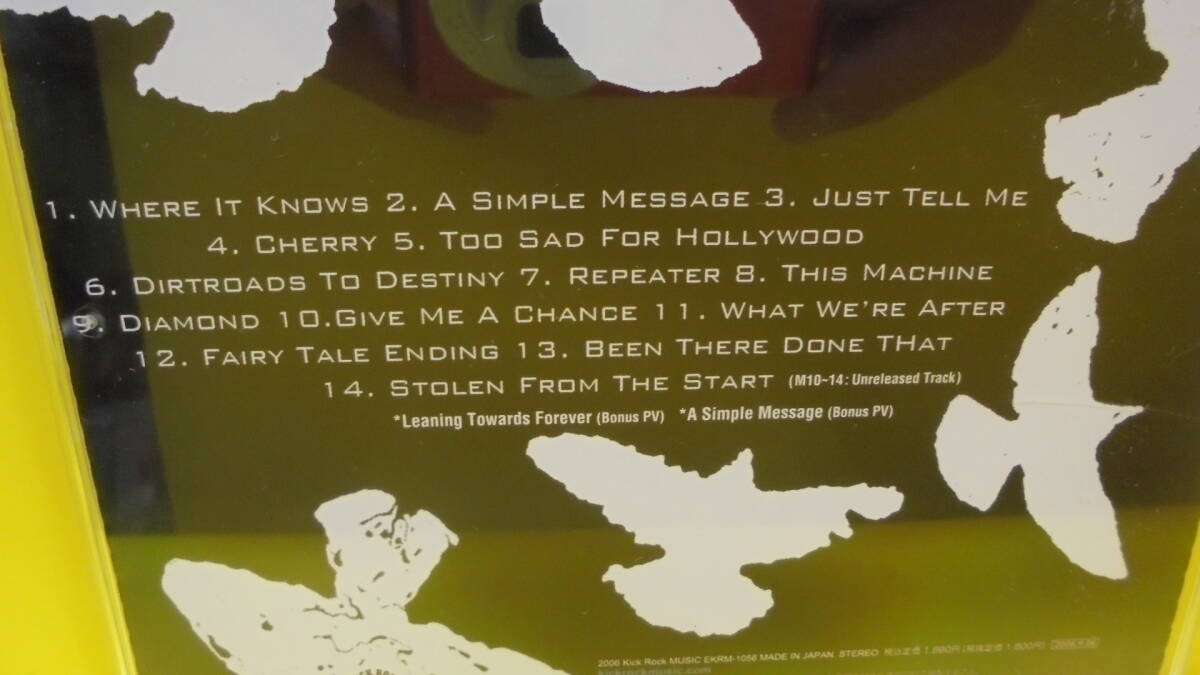 1. WHERE IT KNOWS 2. A SIMPLE MESSAGE 3. JUST TELL ME
4. CHERRY 5. TOO SAD FOR HOLLYWOOD
6. DIRTROADS TO DESTINY 7. REPEATER 8. THIS MACHINE
9. DIAMOND 10.GIVE ME A CHANCE 11. WHAT WE'RE AFTER
12. FAIRY TALE ENDING 13. BEEN THERE DONE THAT
14. STOLEN FROM THE START (M10~14: Unreleased Track)
*Leaning Towards Forever (Bonus PV) *A Simple Message (Bonus PV)
2006 Kick Rock MUSIC EKRM-1056 MADE IN JAPAN. STEREO.
kickrockmusic.com